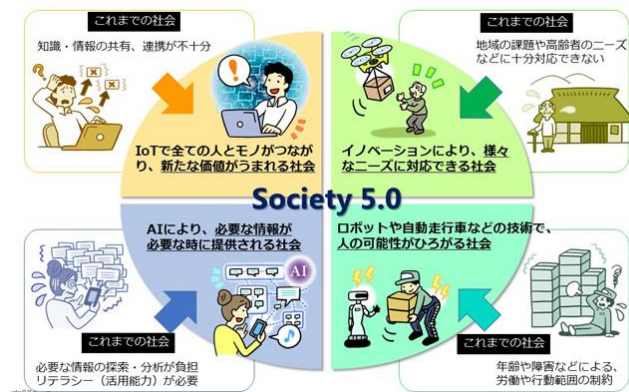 これまでの社会
知識・情報の共有、連携が不十分
IoTで全ての人とモノがつなが
り、新たな価値がうまれる社会
これまでの社会
地域の課題や高齢者のニーズ
などに十分対応できない
イノベーションにより、様々
なニーズに対応できる社会
Society 5.0
AIにより、必要な情報が
必要な時に提供される社会
AI
これまでの社会
必要な情報の探索・分析が負担
リテラシー（活用能力）が必要
ロボットや自動走行車などの技術で、
人の可能性がひろがる社会
これまでの社会
年齢や障害などによる、
労働や行動範囲の制約